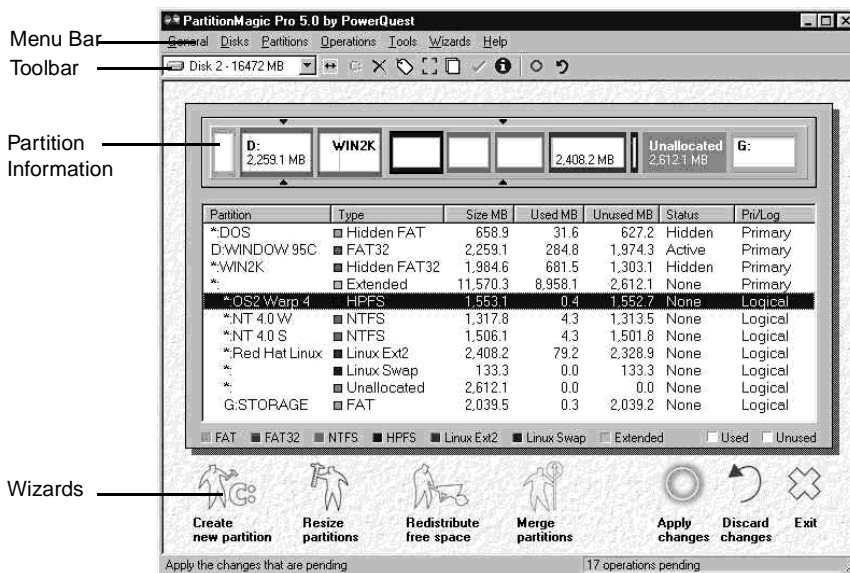 PartitionMagic Pro 5.0 by PowerQuest
Menu Bar
General Disks Partitions Operations Tools Wizards Help
Toolbar
Disk 2 - 16472 MB
Partition
Information
D:
2,259.1 MB
WIN2K
2,408.2 MB
Unallocated
2,612.1 MB
G:
Partition Type Size MB Used MB Unused MB Status Pri/Log
*:DOS Hidden FAT 658.9 31.6 627.2 Hidden Primary
D:WINDOW 95C FAT32 2,259.1 284.8 1,974.3 Active Primary
*:WIN2K Hidden FAT32 1,984.6 681.5 1,303.1 Hidden Primary
*: Extended 11,570.3 8,958.1 2,612.1 None Primary
*:OS2 Warp 4 HPFS 1,553.1 0.4 1,552.7 None Logical
*:NT 4.0 W NTFS 1,317.8 4.3 1,313.5 None Logical
*:NT 4.0 S NTFS 1,506.1 4.3 1,501.8 None Logical
*:Red Hat Linux Linux Ext2 2,408.2 79.2 2,328.9 None Logical
*: Linux Swap 133.3 0.0 133.3 None Logical
*: Unallocated 2,612.1 0.0 0.0 None Logical
G:STORAGE FAT 2,039.5 0.3 2,039.2 None Logical
FAT FAT32 NTFS HPFS Linux Ext2 Linux Swap Extended Used Unused
Wizards
C:
Create
new partition
Resize
partitions
Redistribute
free space
Merge
partitions
Apply
changes
Discard
changes
Exit
Apply the changes that are pending
17 operations pending